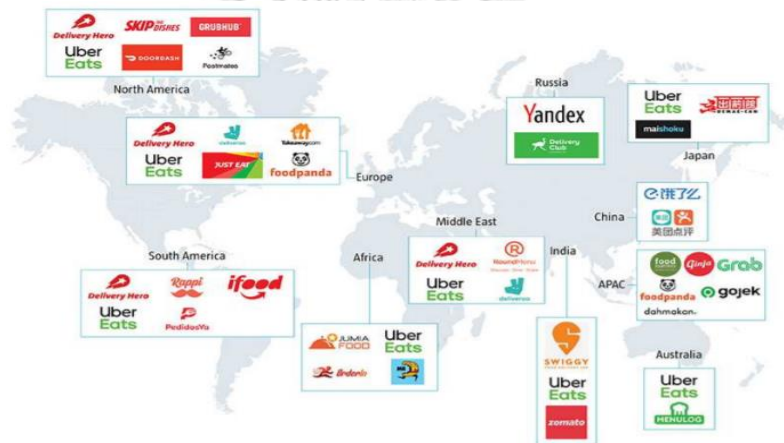 Delivery Hero
SKIP THE DISHES
GRUBHUB
Uber Eats
DOORDASH
Postmates
North America
Delivery Hero
deliveroo
Takeaway.com
Uber Eats
JUST EAT
foodpanda
Europe
Russia
Yandex
Delivery Club
Uber Eats
出前館
DEMAE-CAN
maishoku
Japan
China
饿了么
美团
美团点评
Middle East
Delivery Hero
RoundMenu
Uber Eats
deliveroo
South America
Delivery Hero
Rappi
ifood
Uber Eats
PedidosYa
Africa
JUMIA FOOD
Uber Eats
Orderin
India
SWIGGY
Uber Eats
zomato
APAC
food
Ginja
Grab
foodpanda
gojek
dahmakan
Australia
Uber Eats
MENULOG